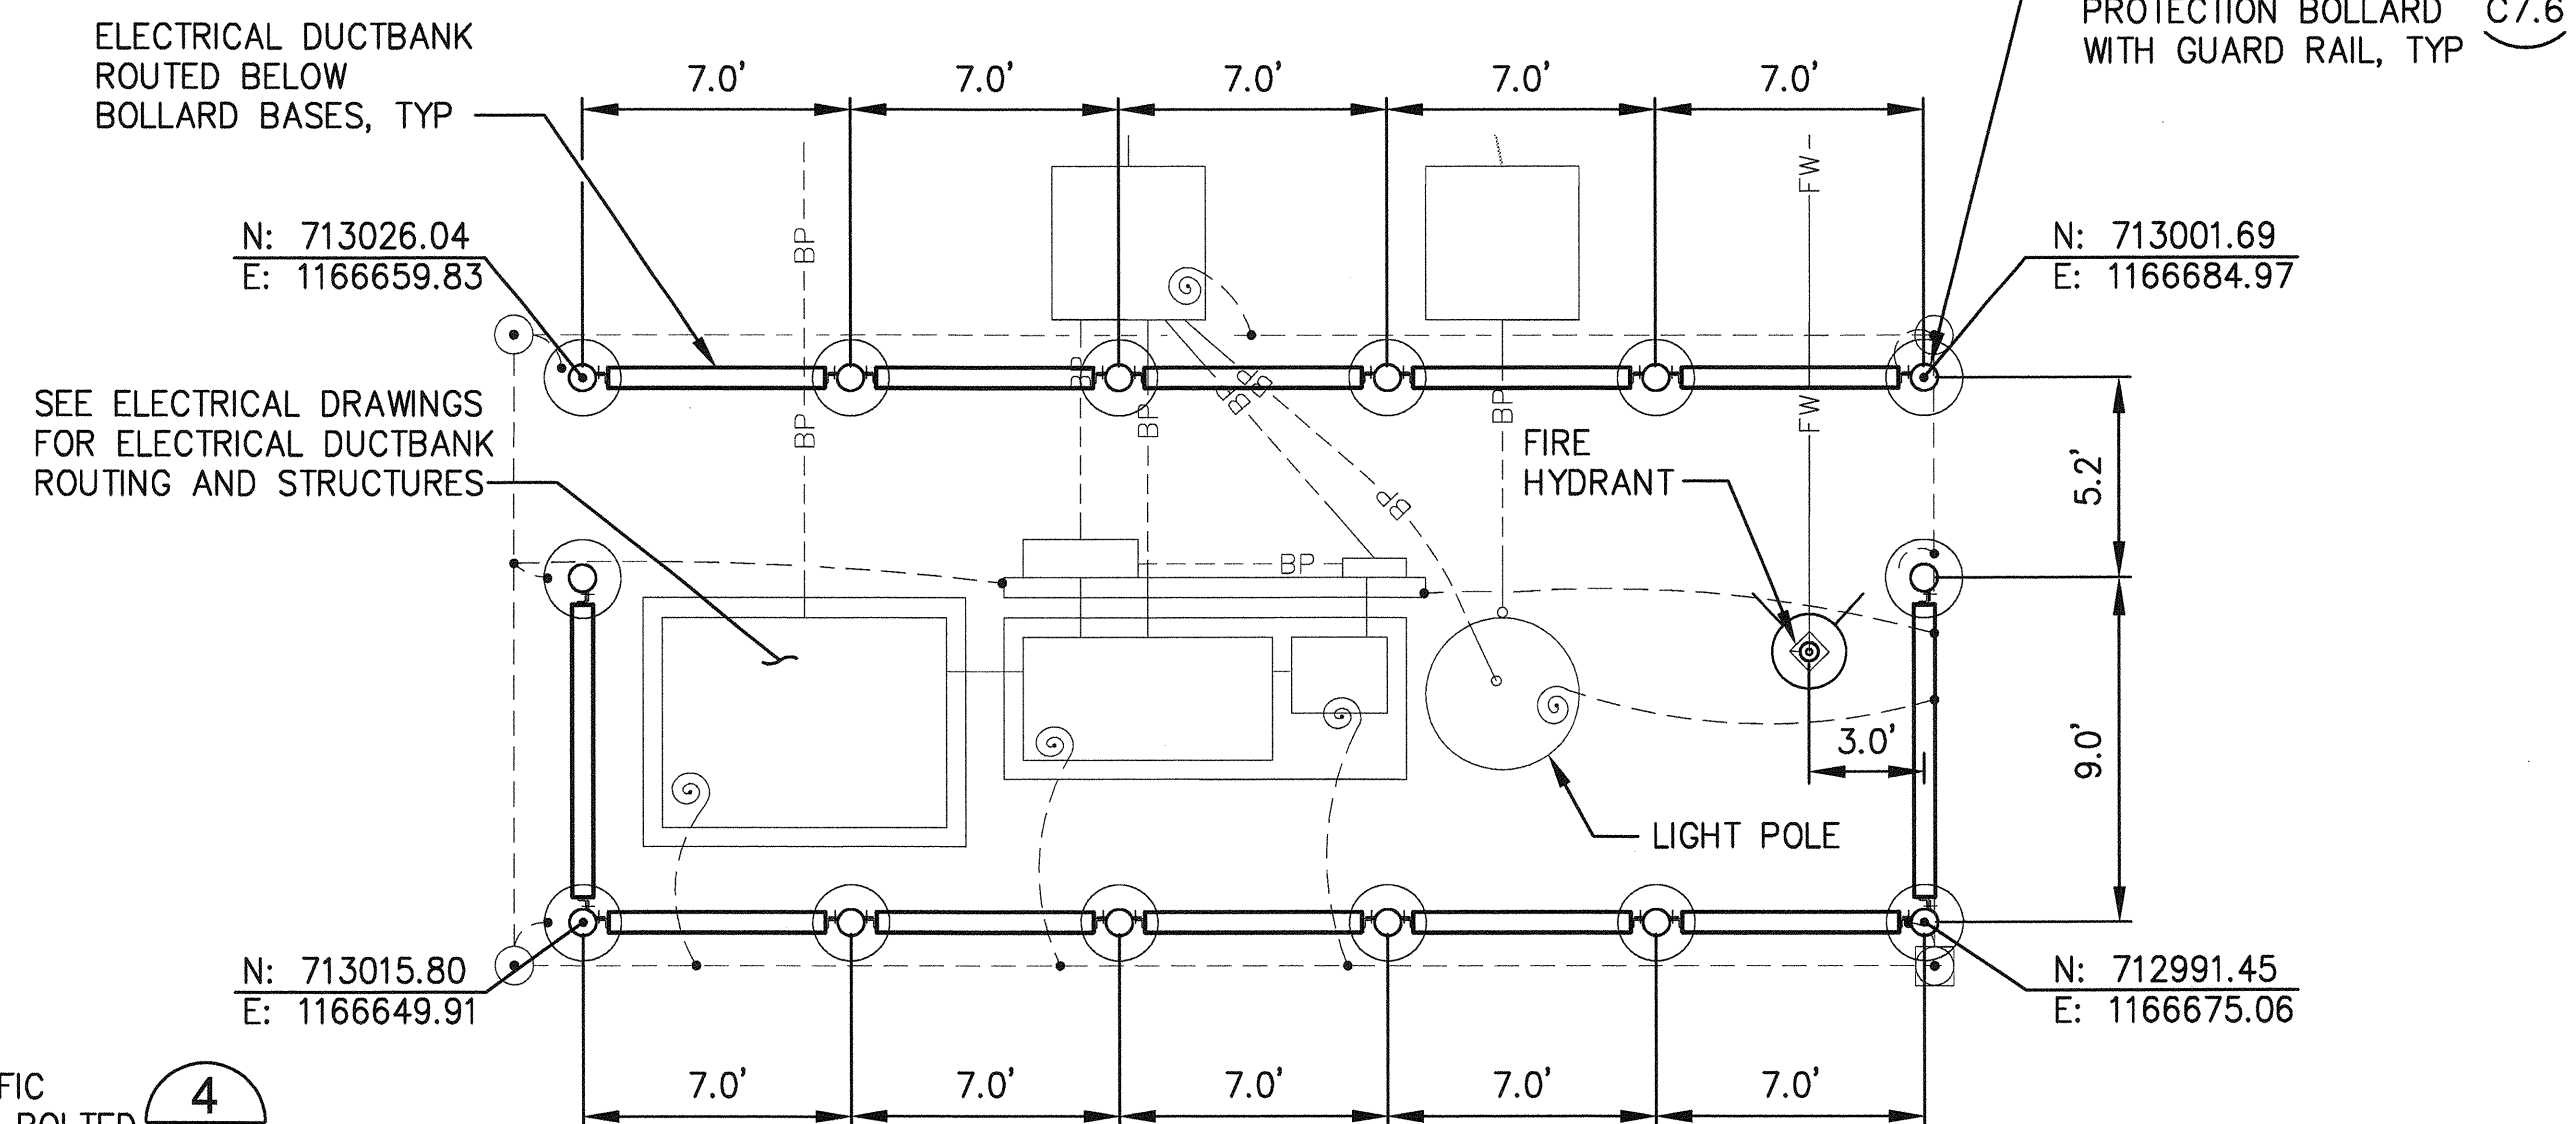 ELECTRICAL DUCTBANK
ROUTED BELOW
BOLLARD BASES, TYP
PROTECTION BOLLARD
WITH GUARD RAIL, TYP
C7.6
7.0'
7.0'
7.0'
7.0'
7.0'
N: 713026.04
E: 1166659.83
N: 713001.69
E: 1166684.97
BP
FW
BP
BP
BP
BP
BP
BP
BP
FW
SEE ELECTRICAL DRAWINGS
FOR ELECTRICAL DUCTBANK
ROUTING AND STRUCTURES
FIRE
HYDRANT
BP
BP
5.2'
9.0'
3.0'
LIGHT POLE
N: 713015.80
E: 1166649.91
N: 712991.45
E: 1166675.06
7.0'
7.0'
7.0'
7.0'
7.0'
4